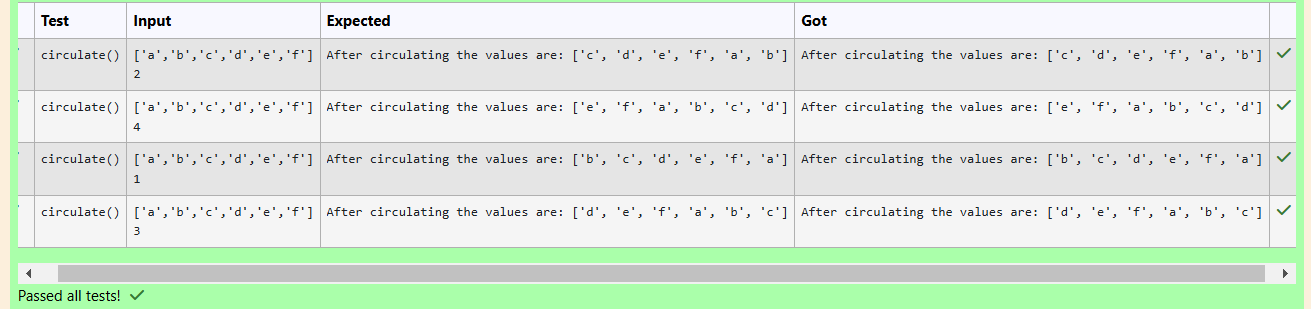 Test Input Expected Got
circulate() ['a','b','c','d','e','f'] After circulating the values are: ['c', 'd', 'e', 'f', 'a', 'b'] After circulating the values are: ['c', 'd', 'e', 'f', 'a', 'b']
2
circulate() ['a','b','c','d','e','f'] After circulating the values are: ['e', 'f', 'a', 'b', 'c', 'd'] After circulating the values are: ['e', 'f', 'a', 'b', 'c', 'd']
4
circulate() ['a','b','c','d','e','f'] After circulating the values are: ['b', 'c', 'd', 'e', 'f', 'a'] After circulating the values are: ['b', 'c', 'd', 'e', 'f', 'a']
1
circulate() ['a','b','c','d','e','f'] After circulating the values are: ['d', 'e', 'f', 'a', 'b', 'c'] After circulating the values are: ['d', 'e', 'f', 'a', 'b', 'c']
3
Passed all tests!